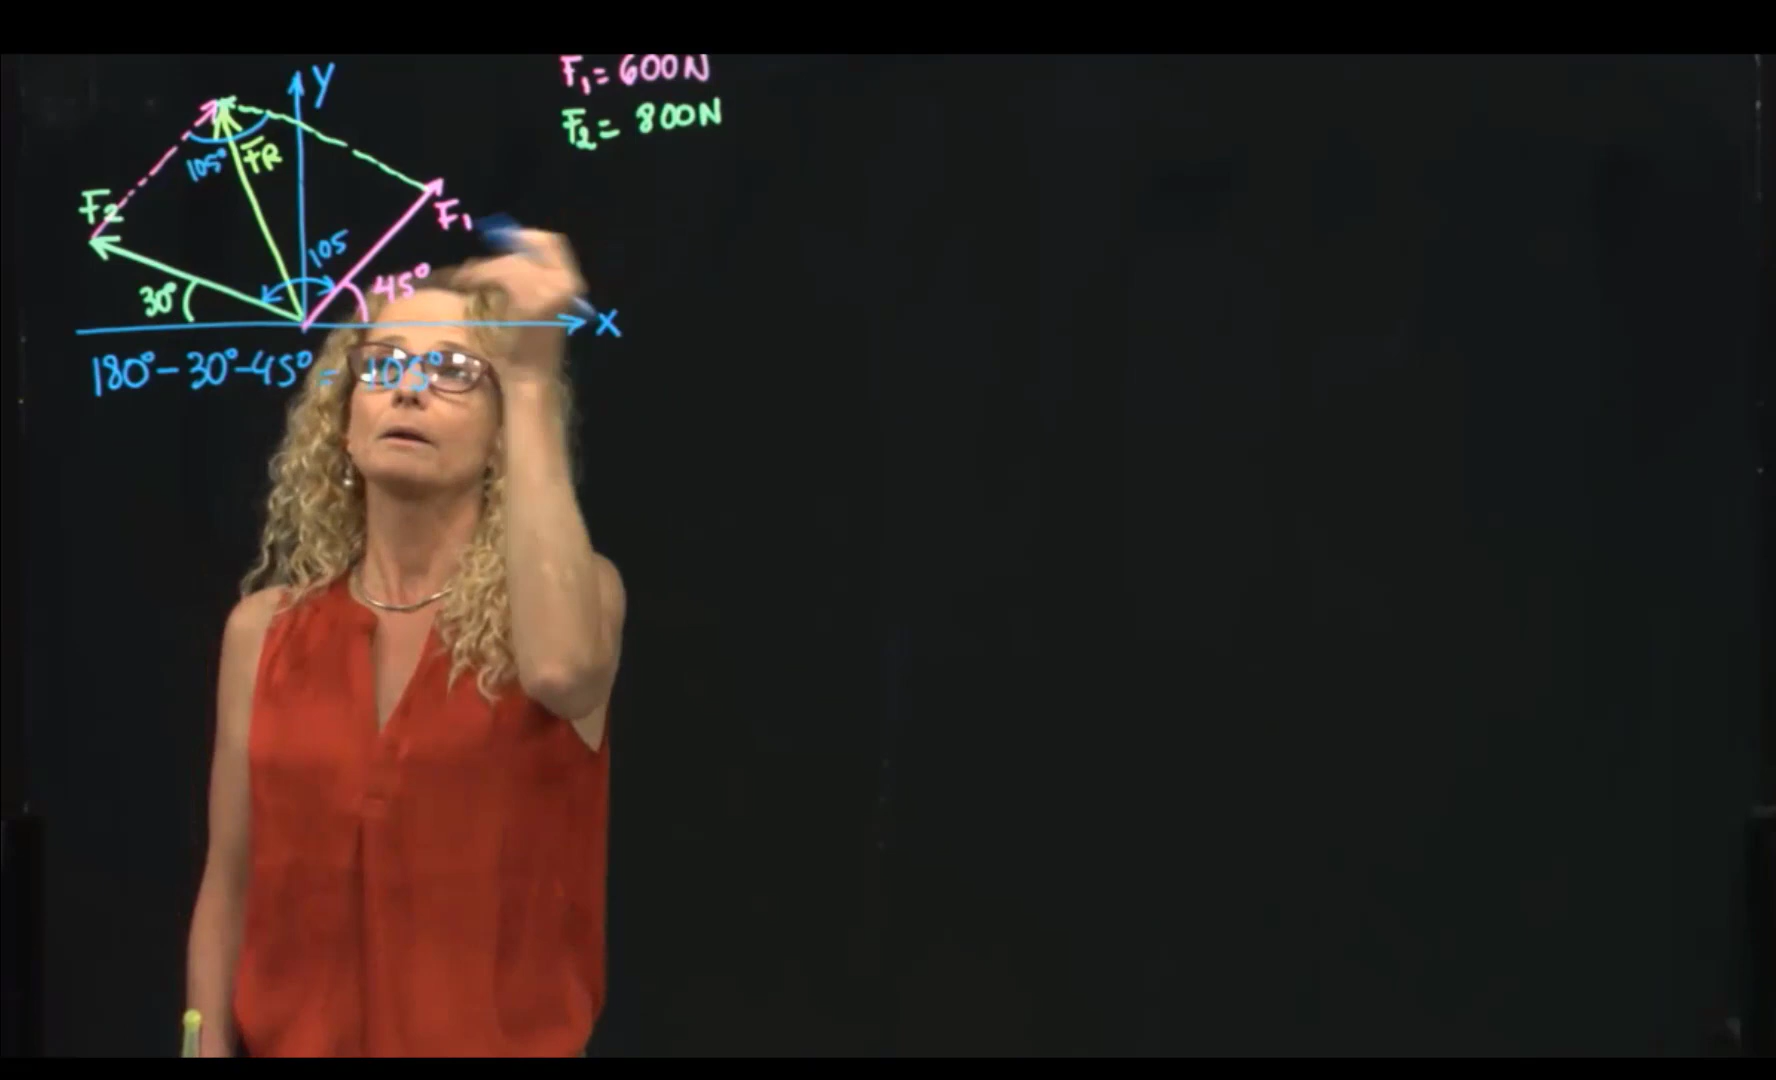 F₁ = 600N
F₂ = 800N
Y
105°
FR
F₂
F₁
105
30°
45°
X
180° - 30° - 45° = 105°